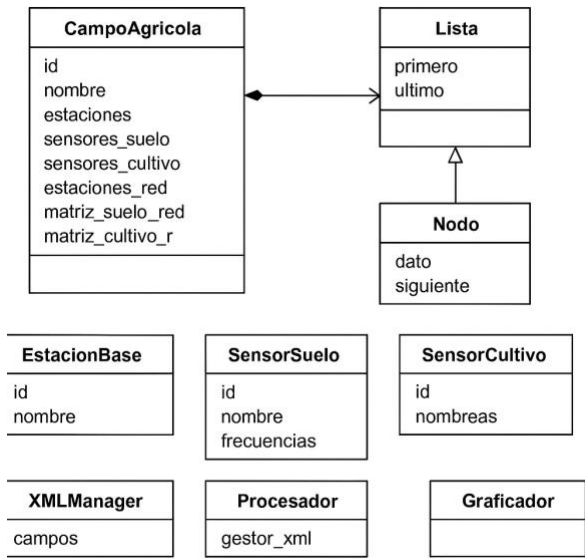 CampoAgricola
id
nombre
estaciones
sensores_suelo
sensores_cultivo
estaciones_red
matriz_suelo_red
matriz_cultivo_r
Lista
primero
ultimo
Nodo
dato
siguiente
EstacionBase
id
nombre
SensorSuelo
id
nombre
frecuencias
SensorCultivo
id
nombreas
XMLManager
campos
Procesador
gestor_xml
Graficador